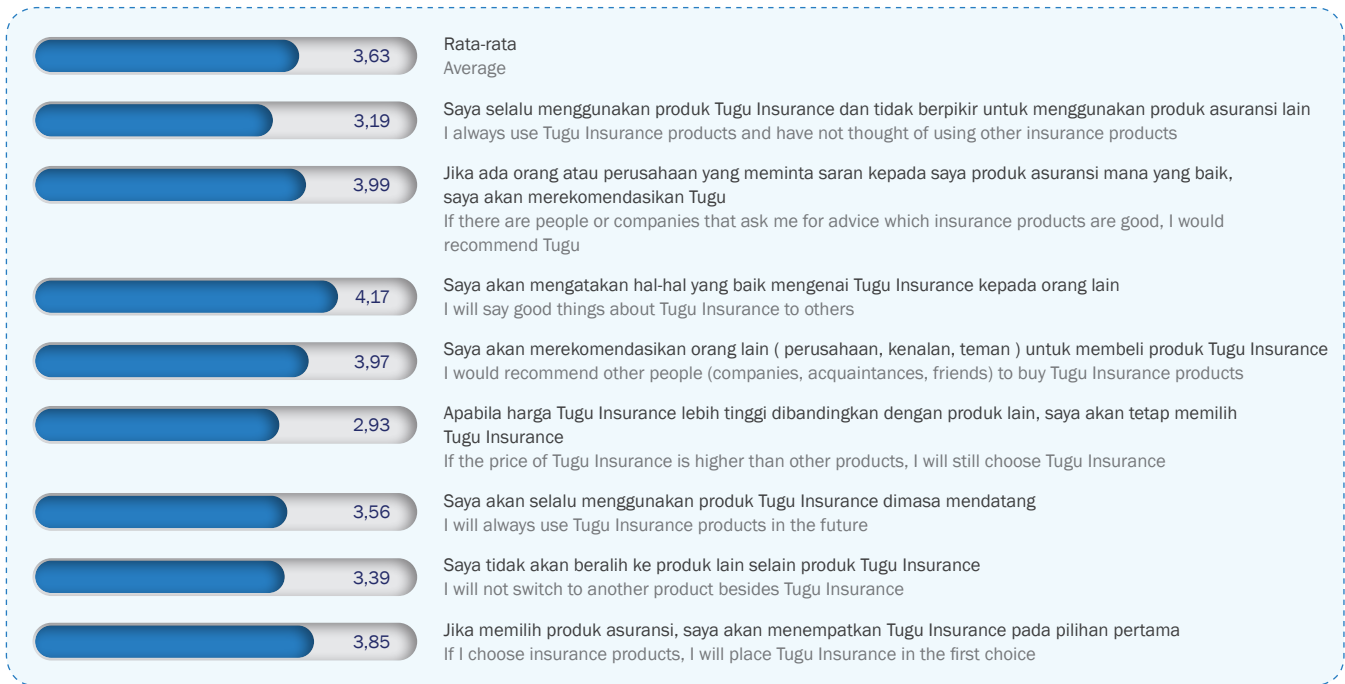 3,63
Rata-rata
Average
3,19
Saya selalu menggunakan produk Tugu Insurance dan tidak berpikir untuk menggunakan produk asuransi lain
I always use Tugu Insurance products and have not thought of using other insurance products
3,99
Jika ada orang atau perusahaan yang meminta saran kepada saya produk asuransi mana yang baik,
saya akan merekomendasikan Tugu
If there are people or companies that ask me for advice which insurance products are good, I would
recommend Tugu
4,17
Saya akan mengatakan hal-hal yang baik mengenai Tugu Insurance kepada orang lain
I will say good things about Tugu Insurance to others
3,97
Saya akan merekomendasikan orang lain ( perusahaan, kenalan, teman ) untuk membeli produk Tugu Insurance
I would recommend other people (companies, acquaintances, friends) to buy Tugu Insurance products
2,93
Apabila harga Tugu Insurance lebih tinggi dibandingkan dengan produk lain, saya akan tetap memilih
Tugu Insurance
If the price of Tugu Insurance is higher than other products, I will still choose Tugu Insurance
3,56
Saya akan selalu menggunakan produk Tugu Insurance dimasa mendatang
I will always use Tugu Insurance products in the future
3,39
Saya tidak akan beralih ke produk lain selain produk Tugu Insurance
I will not switch to another product besides Tugu Insurance
3,85
Jika memilih produk asuransi, saya akan menempatkan Tugu Insurance pada pilihan pertama
If I choose insurance products, I will place Tugu Insurance in the first choice